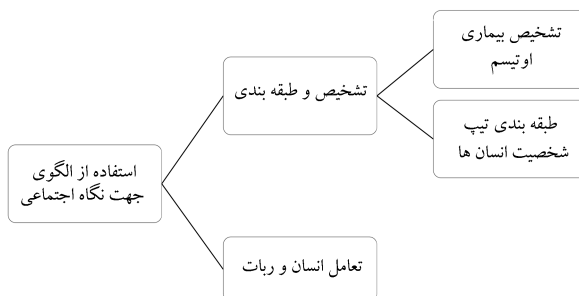 تشخیص بیماری
اوتیسم
تشخیص و طبقه بندی
طبقه بندی تیپ
شخصیت انسان ها
استفاده از الگوی
جهت نگاه اجتماعی
تعامل انسان و ربات